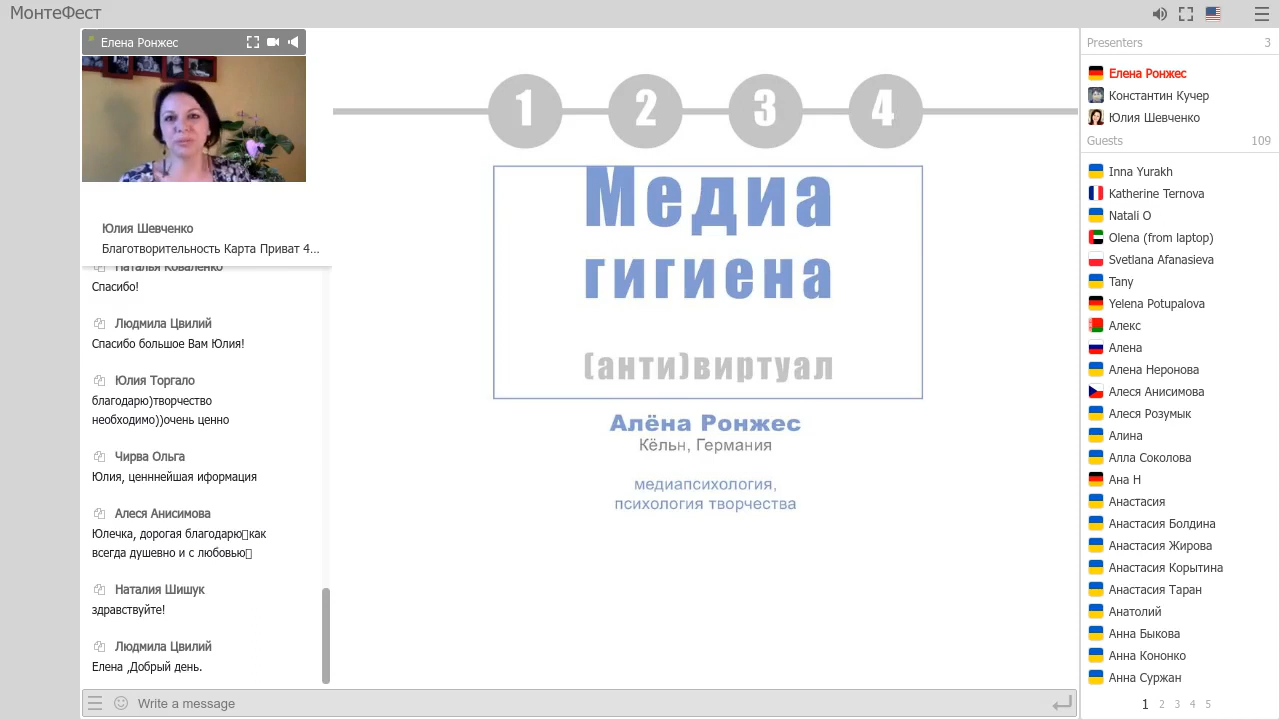 МонтеФест
Елена Ронжес
Юлия Шевченко
Благотворительность Карта Приват 4...
Наталья Коваленко
Спасибо!
Людмила Цвилий
Спасибо большое Вам Юлия!
Юлия Торгало
благодарю)творчество
необходимо))очень ценно
Чирва Ольга
Юлия, ценннейшая иформация
Алеся Анисимова
Юлечка, дорогая благодарю▯как
всегда душевно и с любовью▯
Наталия Шишук
здравствуйте!
Людмила Цвилий
Елена ,Добрый день.
Write a message
1 2 3 4
Медиа
гигиена
(анти)виртуал
Алёна Ронжес
Кёльн, Германия
медиапсихология,
психология творчества
Presenters 3
Елена Ронжес
Константин Кучер
Юлия Шевченко
Guests 109
Inna Yurakh
Katherine Ternova
Natali O
Olena (from laptop)
Svetlana Afanasieva
Tany
Yelena Potupalova
Алекс
Алена
Алена Неронова
Алеся Анисимова
Алеся Розумык
Алина
Алла Соколова
Ана Н
Анастасия
Анастасия Болдина
Анастасия Жирова
Анастасия Корытина
Анастасия Таран
Анатолий
Анна Быкова
Анна Кононко
Анна Суржан
1 2 3 4 5